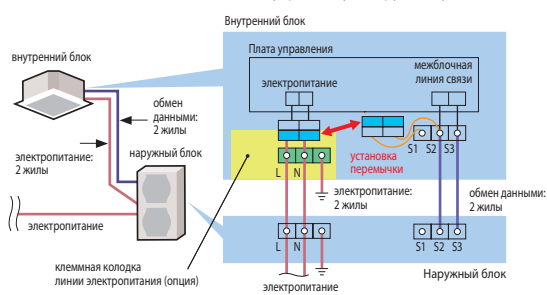 Внутренний блок
внутренний блок
Плата управления
электропитание
межблочная
линия связи
обмен
данными:
2 жилы
S1 S2 S3
электропитание:
2 жилы
наружный блок
L N
установка
перемычки
электропитание:
2 жилы
обмен данными:
2 жилы
электропитание
L N
S1 S2 S3
клеммная колодка
линии электропитания (опция)
Наружный блок
электропитание